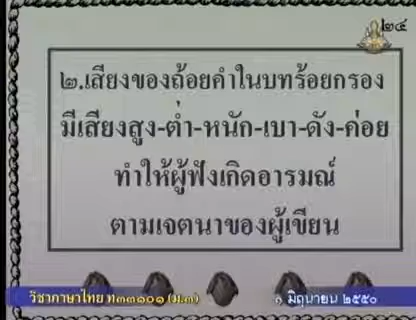 ๒๔
๒.เสียงของถ้อยคำในบทร้อยกรอง
มีเสียงสูง-ต่ำ-หนัก-เบา-ดัง-ค่อย
ทำให้ผู้ฟังเกิดอารมณ์
ตามเจตนาของผู้เขียน
วิชาภาษาไทย ท๓๓๑๐๑ (ม.๓)
๑ มิถุนายน ๒๕๕๐